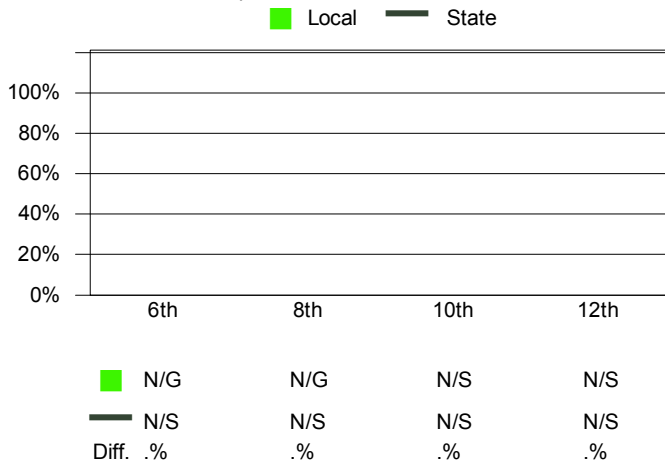 Local State
100%
80%
60%
40%
20%
0%
6th 8th 10th 12th
N/G N/G N/S N/S
N/S N/S N/S N/S
Diff. .% .% .% .%